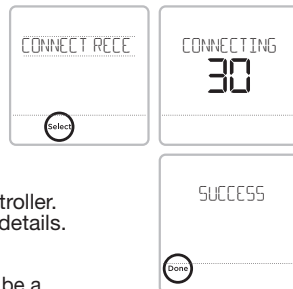 CONNECT RECE
Select
CONNECTING
30
troller.
details.
SUCCESS
Done
be a